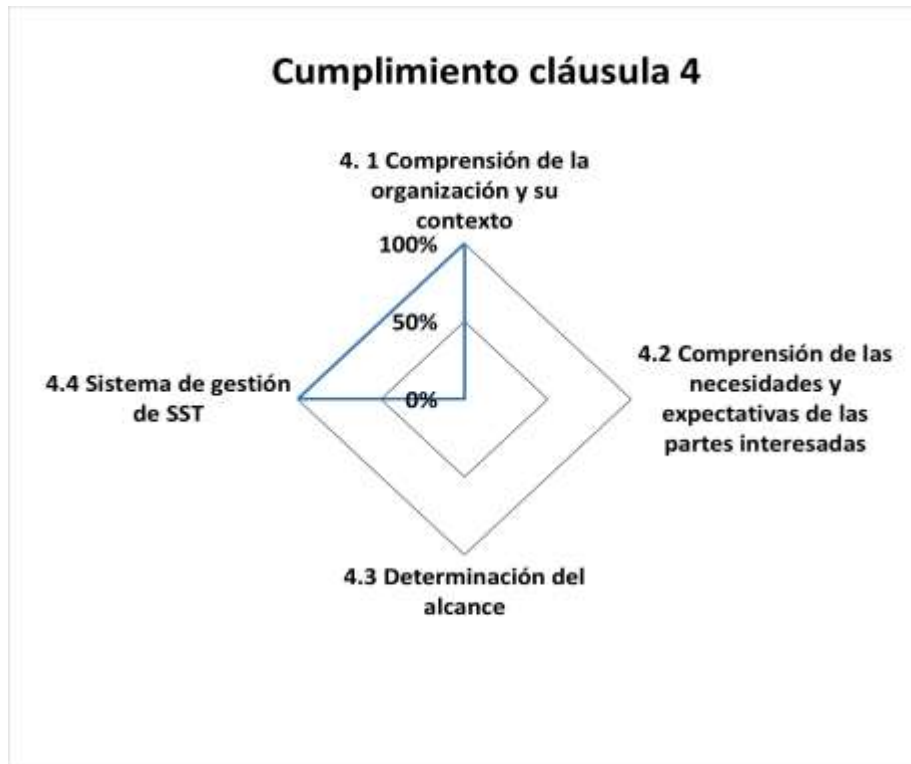 Cumplimiento cláusula 4
4. 1 Comprensión de la
organización y su
contexto
100%
50%
0%
4.2 Comprensión de las
necesidades y
expectativas de las
partes interesadas
4.4 Sistema de gestión
de SST
4.3 Determinación del
alcance